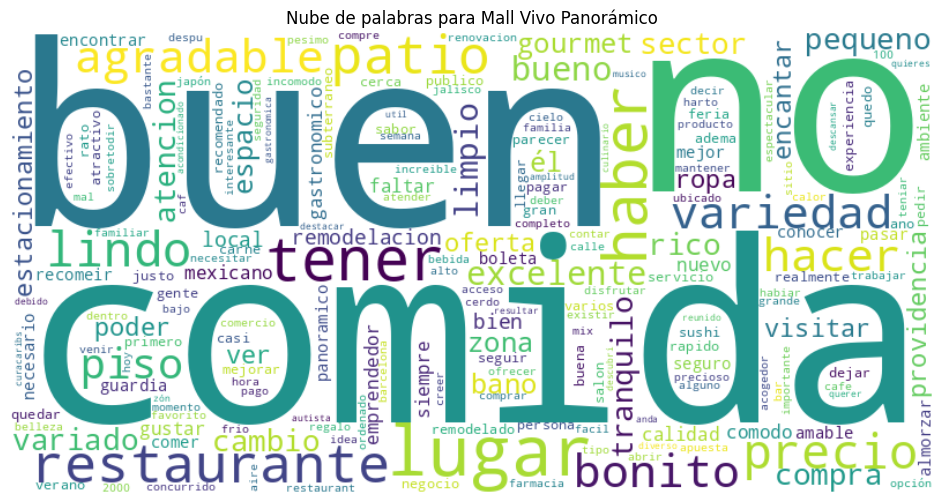 Nube de palabras para Mall Vivo Panorámico
encontrar
despu
pesimo
compre
renovacion
gourmet
sector
pequeno
agradable
patio
bueno
no
100
quieres
buen
japón
incomodo
cerca
publico
jalisco
musico
decir
harto
feria
producto
adema
mejor
mantener
ropa
ubicado
espectacular
encantar
sitio
calor
descansar
experiencia
quedo
ambiente
estacionamiento
bastante
efectivo
mal
rato
atractivo
sobretodir
acondicionado
atencion
caf
recomendado
interesante
espacio
seguridad
gastronomica
gastronomico
subterraneo
util
sabor
semana
increible
faltar
atender
limpio
cielo
familia
parecer
él
llegar
amplitud
pagar
deber
gran
completo
haber
variedad
conocer
pasar
teniar
pedir
lindo
familiar
necesitar
local
carne
destacar
remodelacion
oferta
boleta
contar
calle
rico
nuevo
servicio
hacer
realmente
trabajar
recomeir
justo
mexicano
tener
bebida
alto
excelente
disfrutar
providencia
debido
curacaribs
necesario
dentro
gente
bajo
poder
venir
primero
piso
hoy
guardia
comida
casi
comercio
ver
mejorar
hora
pago
panoramico
acceso
cerdo
resultar
bien
seguir
zona
ofrecer
bano
comprar
creer
varios
existir
mix
buena
salon
descubri
reunido
tranquilo
sushi
rapido
seguro
precioso
alguno
habiar
grande
visitar
acogedor
bar
importante
dejar
cafe
querer
emprendedor
barcelona
siempre
quedar
zón
momento
favorito
belleza
gustar
variado
comer
frio
regalo
autista
cambio
idea
ordenado
remodelado
persona
facil
tipo
abrir
anda
diverio
calidad
apuesta
comodo
amable
almorzar
opción
restaurante
verano
2000
concurrido
aire
restaurant
lugar
negocio
farmacia
bonito
precio
compra